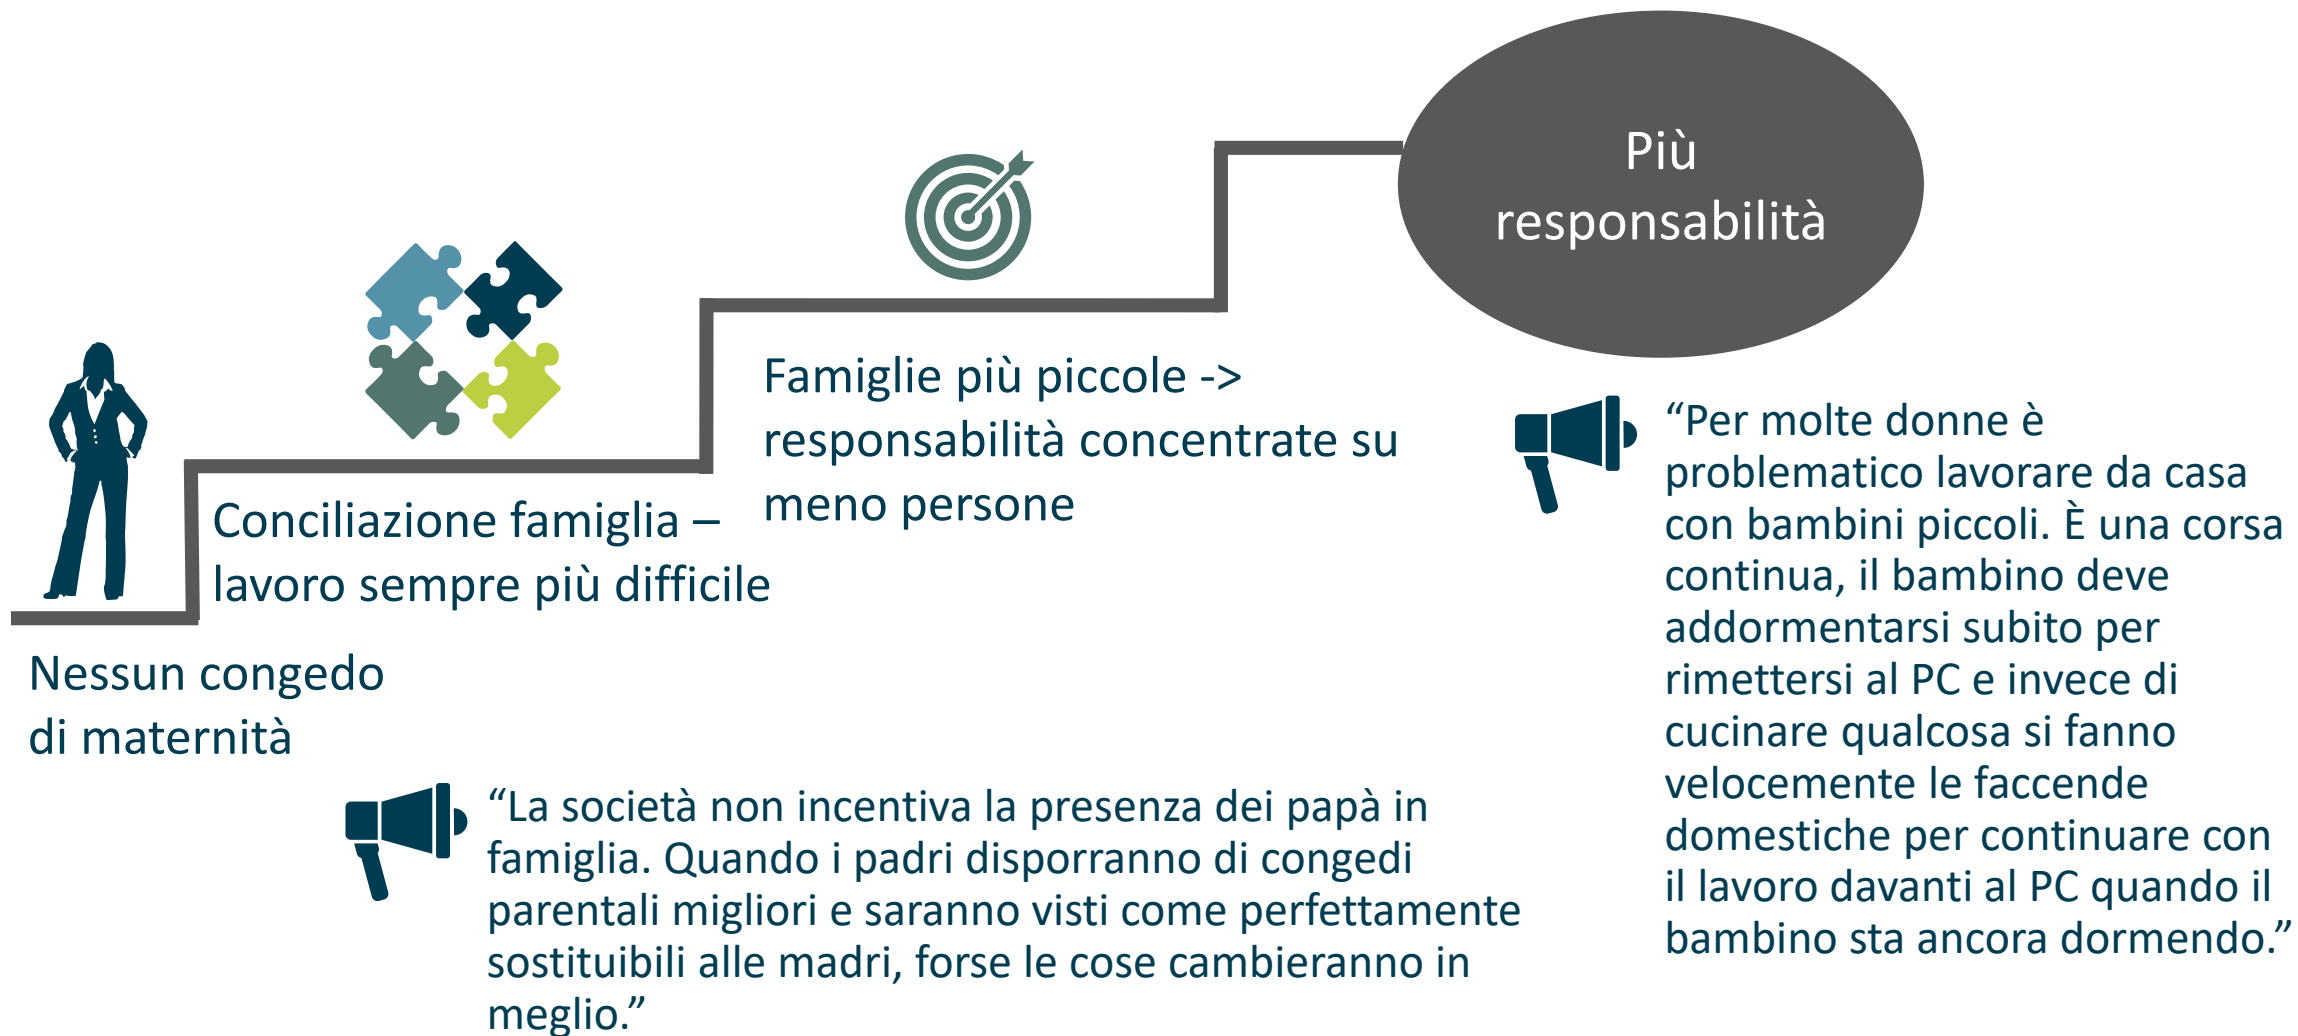 Più
responsabilità
Famiglie più piccole ->
responsabilità concentrate su
meno persone
Conciliazione famiglia –
lavoro sempre più difficile
Nessun congedo
di maternità
“Per molte donne è
problematico lavorare da casa
con bambini piccoli. È una corsa
continua, il bambino deve
addormentarsi subito per
rimettersi al PC e invece di
cucinare qualcosa si fanno
velocemente le faccende
domestiche per continuare con
il lavoro davanti al PC quando il
bambino sta ancora dormendo.”
“La società non incentiva la presenza dei papà in
famiglia. Quando i padri disporranno di congedi
parentali migliori e saranno visti come perfettamente
sostituibili alle madri, forse le cose cambieranno in
meglio.”